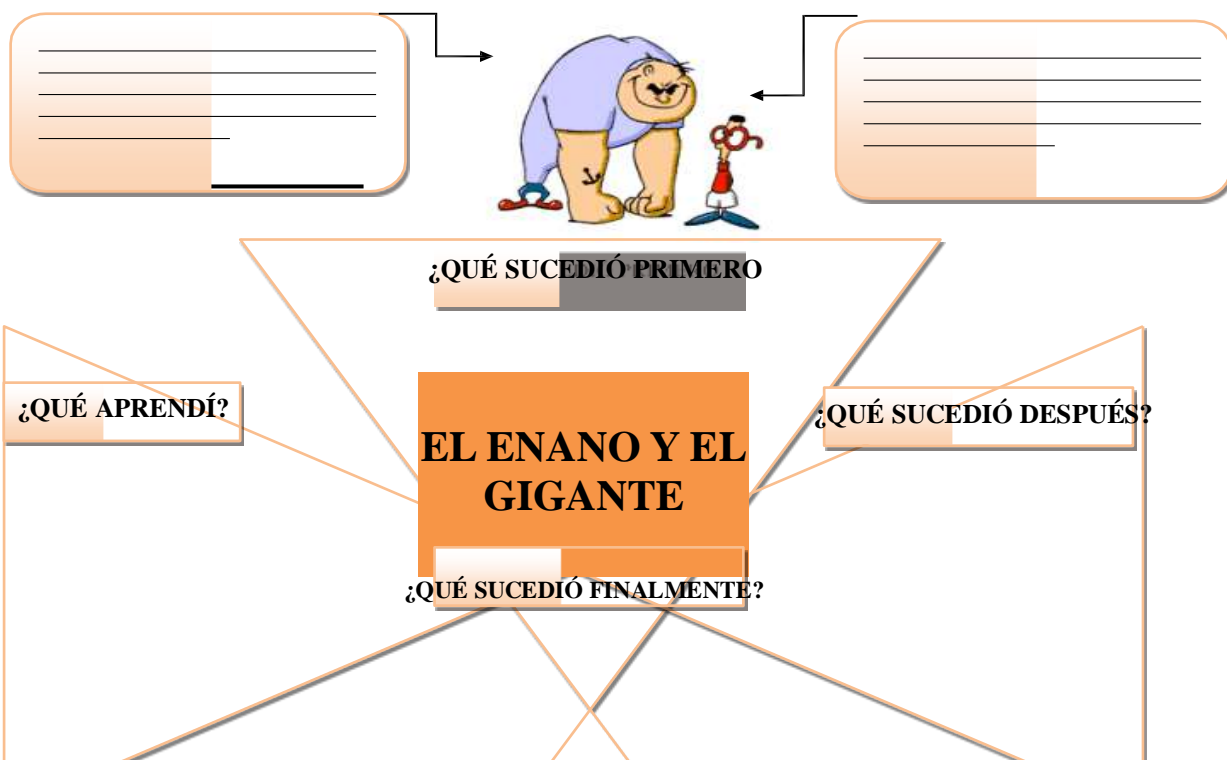 ¿QUÉ SUCEDIÓ PRIMERO
¿QUÉ APRENDÍ?
¿QUÉ SUCEDIÓ DESPUÉS?
EL ENANO Y EL
GIGANTE
¿QUÉ SUCEDIÓ FINALMENTE?